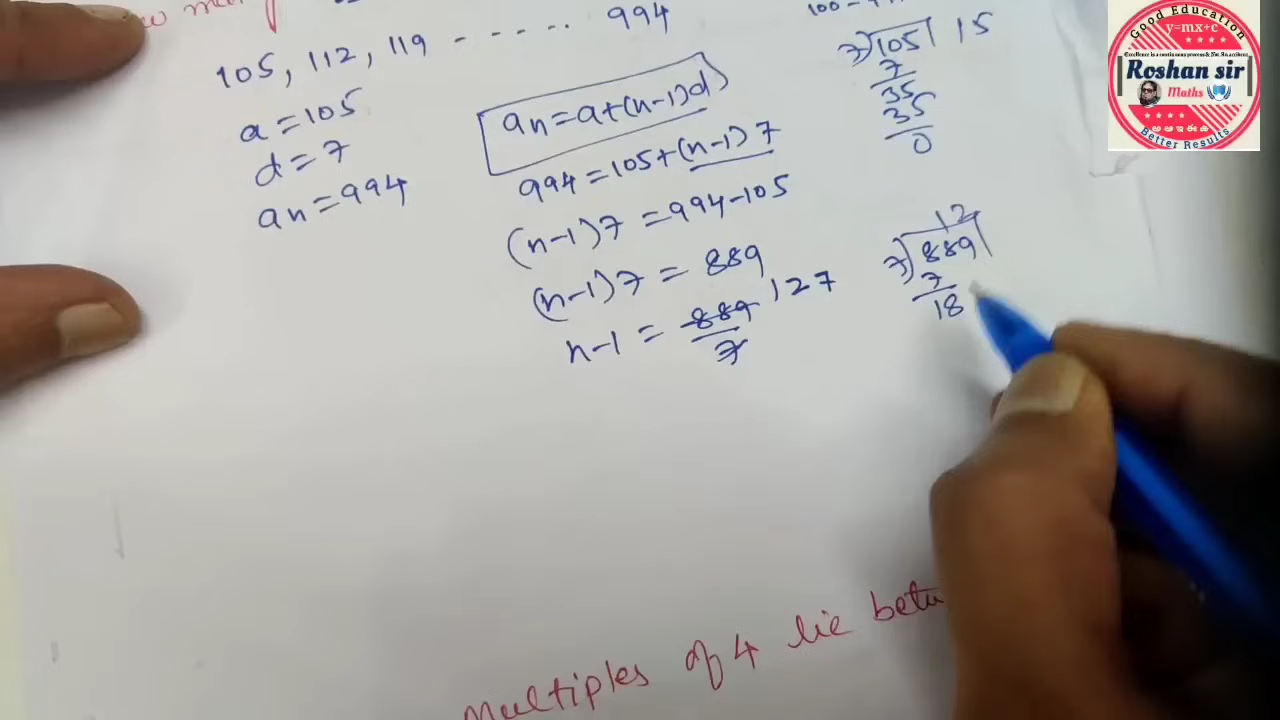 105, 112, 119 - - - - .. 994
a = 105
d = 7
an = 994
an = a+(n-1)d
994 = 105+(n-1)7
(n-1)7 = 994-105
(n-1)7 = 889
n-1 = 889 127
7
100-
7)105 15
7
35
35
0
12
7)889
7
18
Multiples of 4 lie betw
Good Education
y=mx+c
Roshan sir
Maths
Better Results